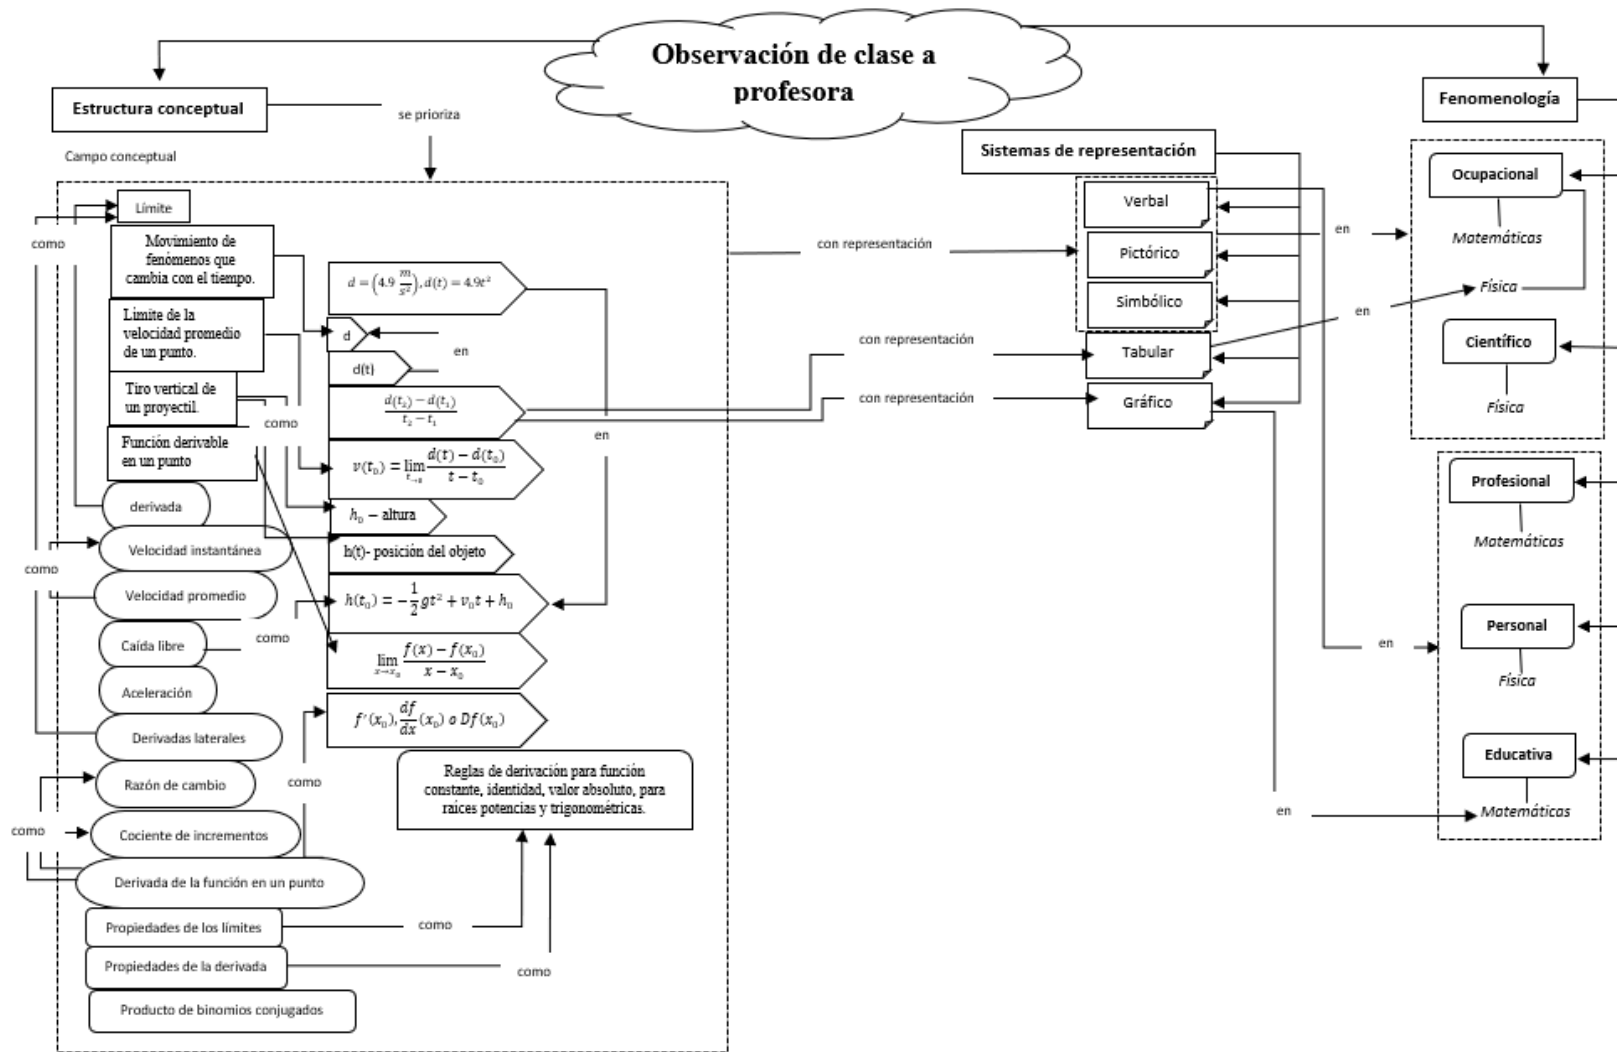 Observación de clase a
profesora
Estructura conceptual
se prioriza
Campo conceptual
Límite
como
Movimiento de
fenómenos que
cambia con el tiempo.
Limite de la
velocidad promedio
de un punto.
Tiro vertical de
un proyectil.
como
Función derivable
en un punto
derivada
Velocidad instantánea
como
Velocidad promedio
Caída libre
como
Aceleración
Derivadas laterales
como
Razón de cambio
como
Cociente de incrementos
Derivada de la función en un punto
Propiedades de los límites
como
Propiedades de la derivada
como
Producto de binomios conjugados
d = (4.9 m/s²), d(t) = 4.9t²
d
en
d(t)
d(t₂) − d(t₁)
t₂ − t₁
en
v(t₀) = lim d(t) − d(t₀)
t − t₀
h₀ – altura
h(t)- posición del objeto
h(t₀) = −1/2 gt² + v₀t + h₀
lim f(x) − f(x₀)
x→x₀ x − x₀
f′(x₀), df/dx (x₀) o Df(x₀)
Reglas de derivación para función
constante, identidad, valor absoluto, para
raíces potencias y trigonométricas.
con representación
con representación
con representación
Sistemas de representación
Verbal
Pictórico
Simbólico
Tabular
Gráfico
en
en
en
en
Fenomenología
Ocupacional
Matemáticas
Física
Científico
Física
Profesional
Matemáticas
Personal
Física
Educativa
Matemáticas